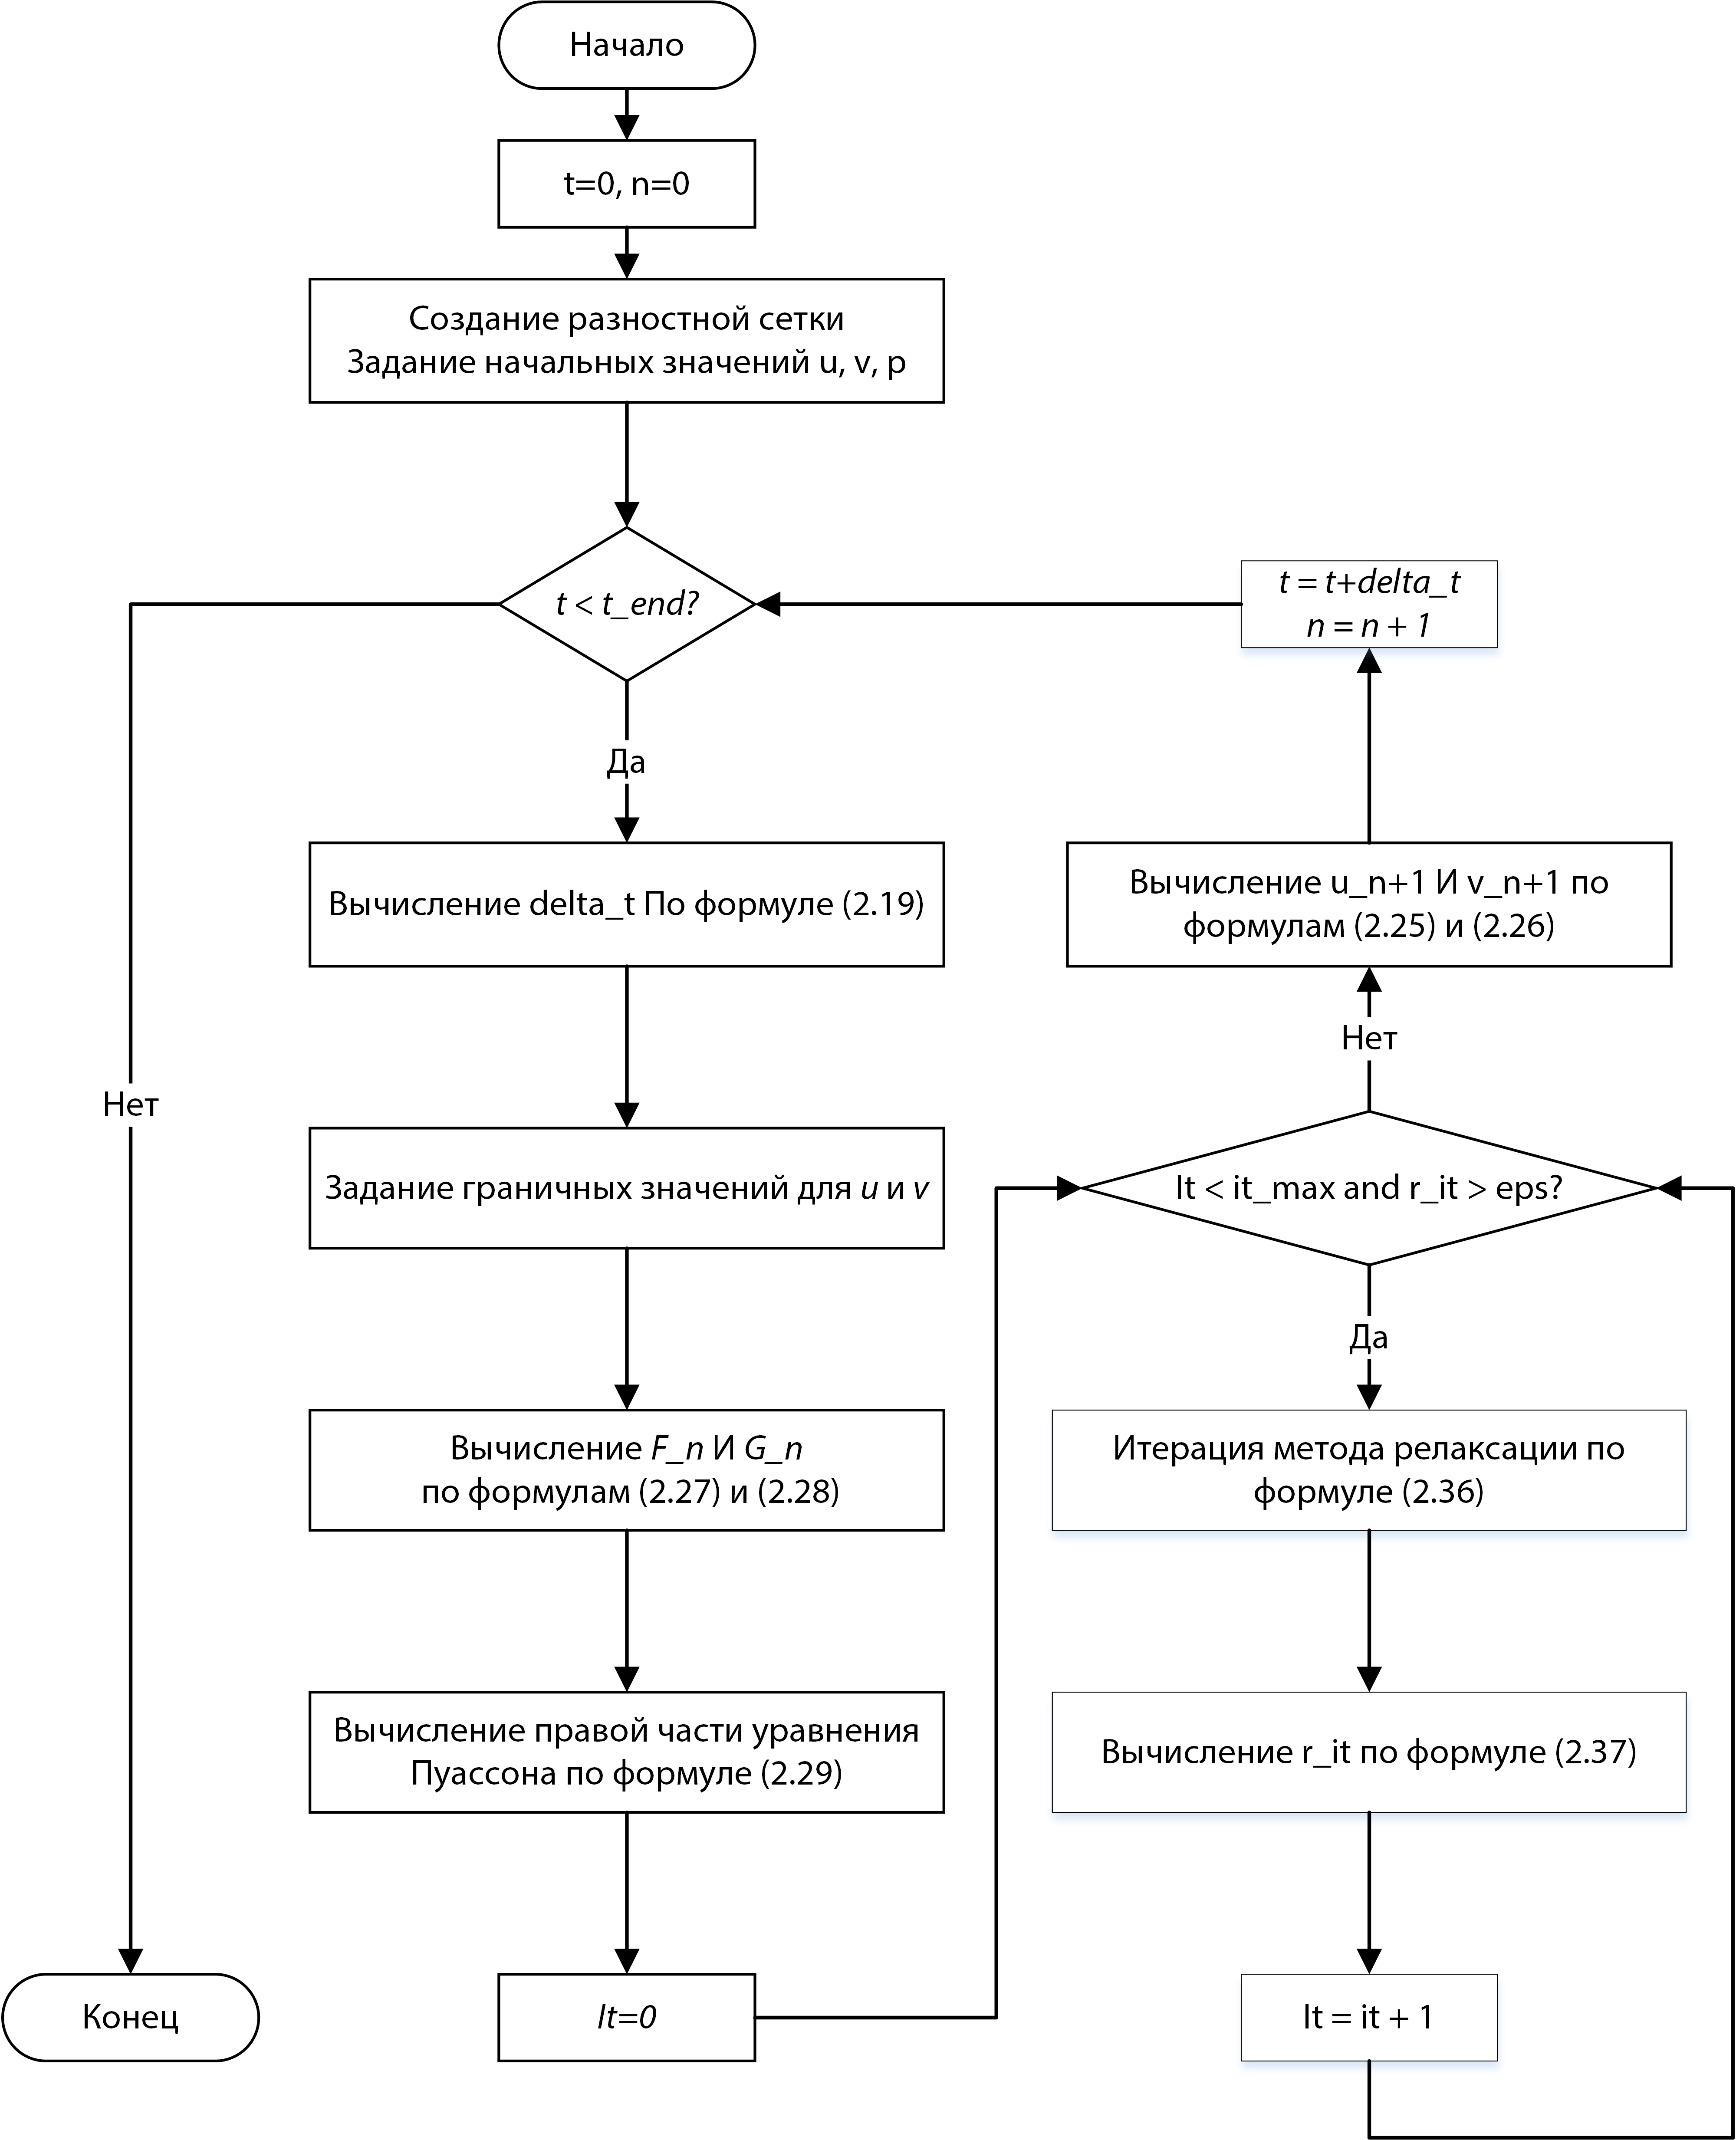 Начало
t=0, n=0
Создание разностной сетки
Задание начальных значений u, v, p
t < t_end?
Да
Нет
Вычисление delta_t По формуле (2.19)
Задание граничных значений для u и v
Вычисление F_n И G_n
по формулам (2.27) и (2.28)
Вычисление правой части уравнения
Пуассона по формуле (2.29)
It=0
It < it_max and r_it > eps?
Да
Итерация метода релаксации по
формуле (2.36)
Вычисление r_it по формуле (2.37)
It = it + 1
Нет
Вычисление u_n+1 И v_n+1 по
формулам (2.25) и (2.26)
t = t+delta_t
n = n + 1
Конец